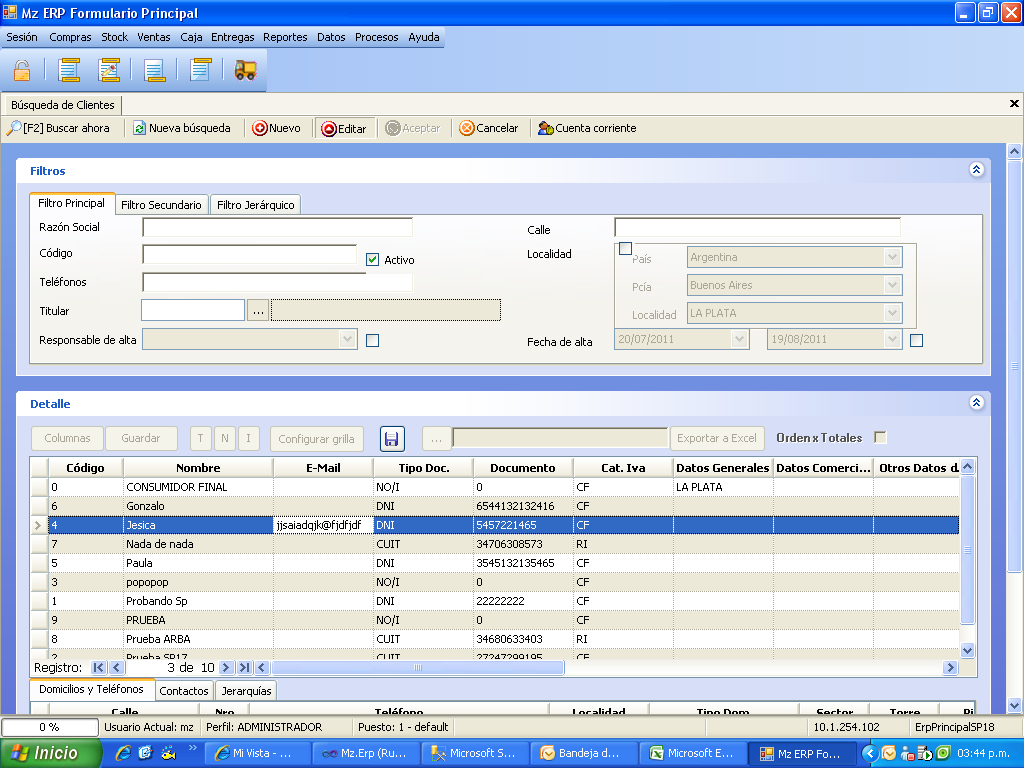 Mz ERP Formulario Principal
Sesión Compras Stock Ventas Caja Entregas Reportes Datos Procesos Ayuda
Búsqueda de Clientes
[F2] Buscar ahora Nueva búsqueda Nuevo Editar Aceptar Cancelar Cuenta corriente
Filtros
Filtro Principal Filtro Secundario Filtro Jerárquico
Razón Social Calle
Código Activo Localidad País Argentina
Teléfonos Pcía Buenos Aires
Titular ... Localidad LA PLATA
Responsable de alta Fecha de alta 20/07/2011 19/08/2011
Detalle
Columnas Guardar T N I Configurar grilla ... Exportar a Excel Orden x Totales
Código Nombre E-Mail Tipo Doc. Documento Cat. Iva Datos Generales Datos Comerci... Otros Datos d.
0 CONSUMIDOR FINAL NO/I 0 CF LA PLATA
6 Gonzalo DNI 6544132132416 CF
4 Jesica jjsaiadqjk@fjdfjdf DNI 5457221465 CF
7 Nada de nada CUIT 34706308573 RI
5 Paula DNI 3545132135465 CF
3 popopop NO/I 0 CF
1 Probando Sp DNI 22222222 CF
9 PRUEBA NO/I 0 CF
8 Prueba ARBA CUIT 34680633403 RI
2 Prueba SP17 CUIT 27247299195 CF
Registro: 3 de 10
Domicilios y Teléfonos Contactos Jerarquías
Calle Nro Teléfono Localidad Tipo Dom Sector Torre Pi
0 % Usuario Actual: mz Perfil: ADMINISTRADOR Puesto: 1 - default 10.1.254.102 ErpPrincipalSP18
Inicio Mi Vista - ... Mz.Erp (Ru... Microsoft S... Bandeja d... Microsoft E... Mz ERP Fo... 03:44 p.m.